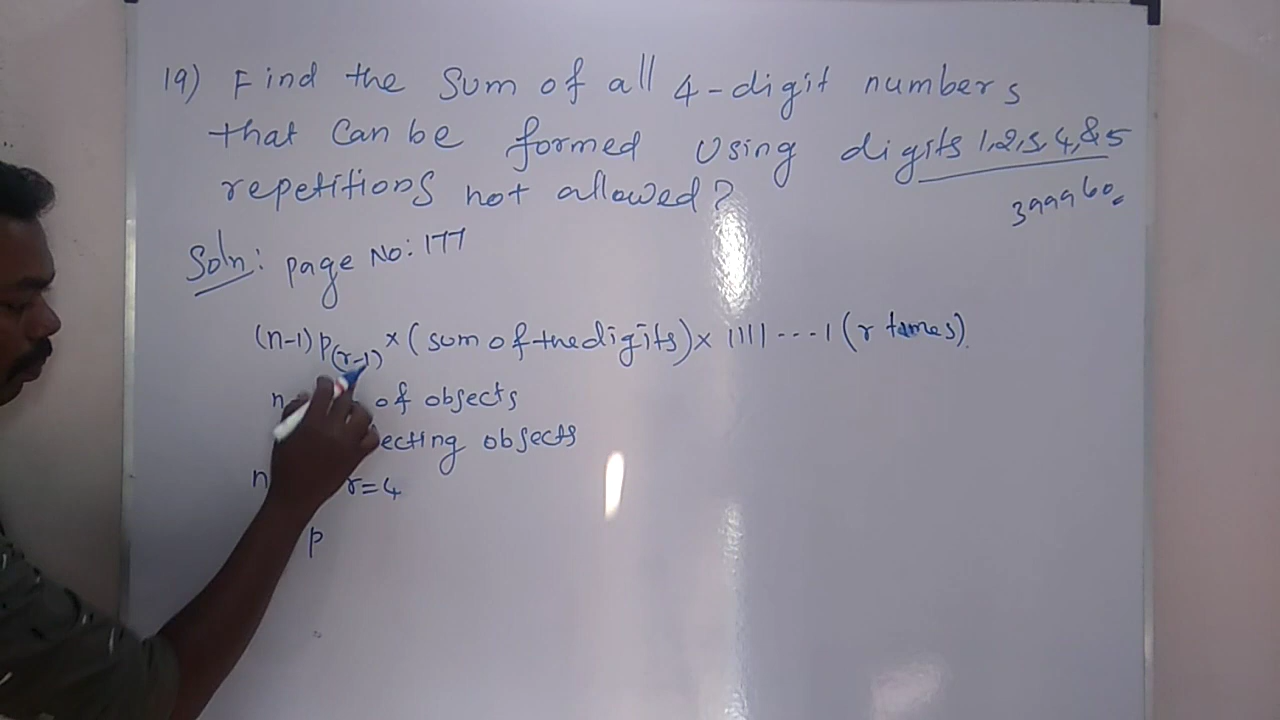 19) Find the sum of all 4-digit numbers
that can be formed using digits 1,2,3,4,&5
repetitions not allowed?
399960
Soln: page No: 177
(n-1)P(r-1) × (sum of the digits) × 1111---1 (r times).
n of objects
ecting objects
n r=4
P